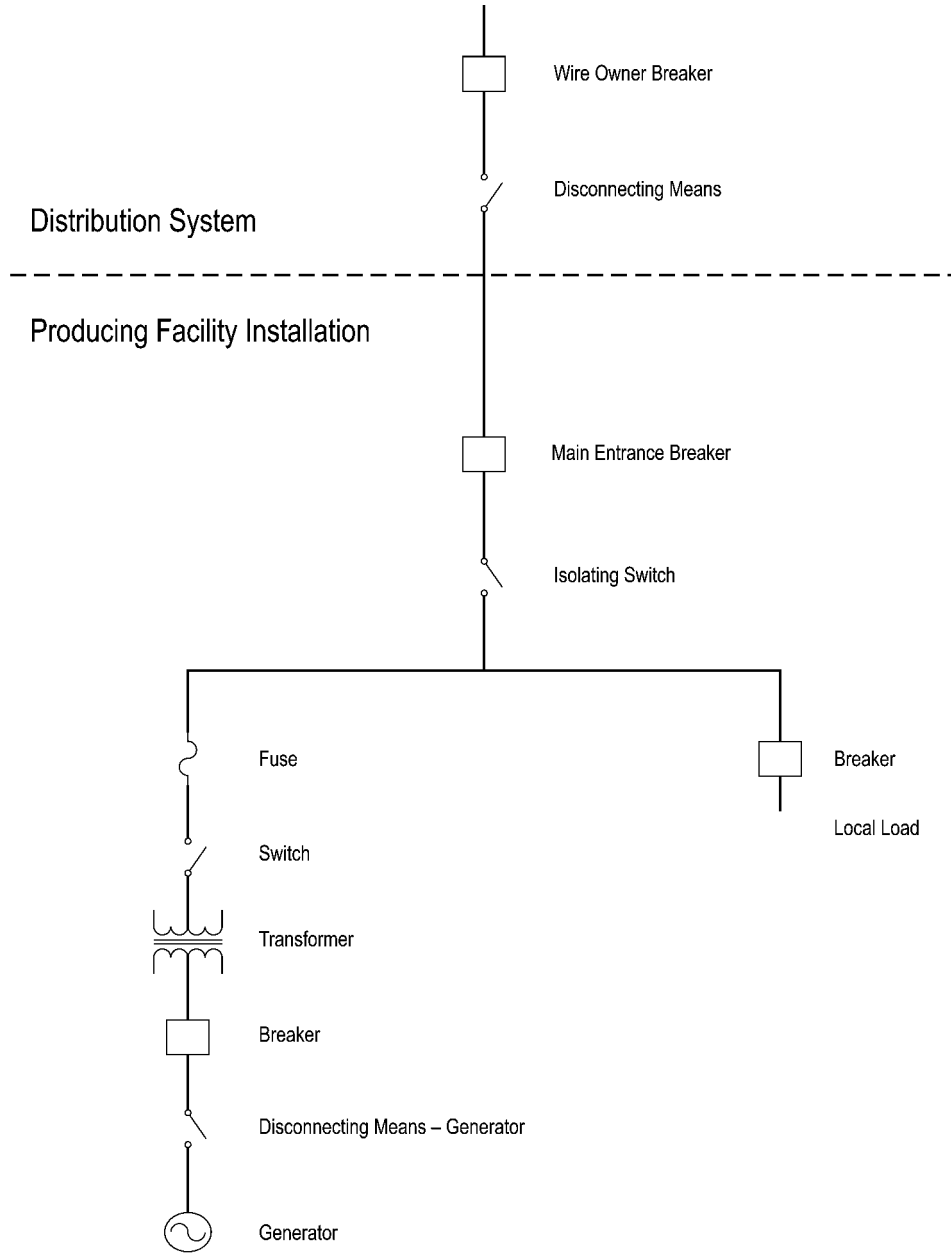 Wire Owner Breaker
Disconnecting Means
Distribution System
Producing Facility Installation
Main Entrance Breaker
Isolating Switch
Fuse
Breaker
Local Load
Switch
Transformer
Breaker
Disconnecting Means – Generator
Generator